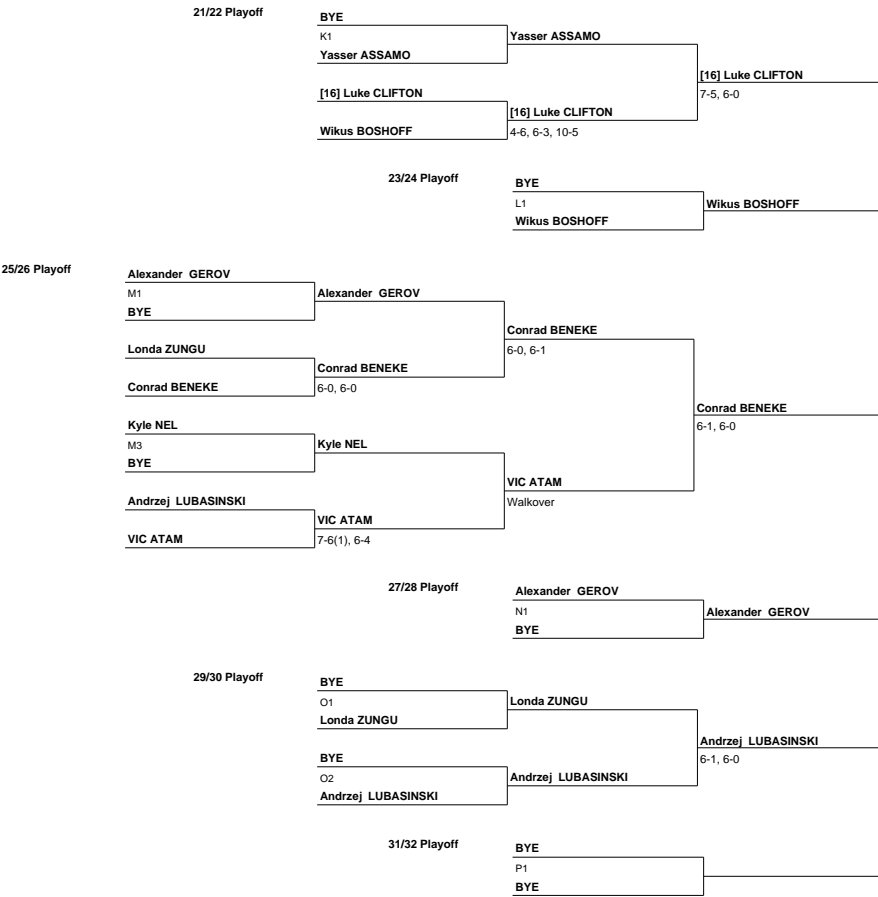 21/22 Playoff
BYE
K1
Yasser ASSAMO
Yasser ASSAMO
[16] Luke CLIFTON
7-5, 6-0
[16] Luke CLIFTON
[16] Luke CLIFTON
Wikus BOSHOFF
4-6, 6-3, 10-5
23/24 Playoff
BYE
L1
Wikus BOSHOFF
Wikus BOSHOFF
25/26 Playoff
Alexander GEROV
M1
Alexander GEROV
BYE
Conrad BENEKE
Londa ZUNGU
6-0, 6-1
Conrad BENEKE
Conrad BENEKE
6-0, 6-0
Conrad BENEKE
6-1, 6-0
Kyle NEL
M3
Kyle NEL
BYE
VIC ATAM
Walkover
Andrzej LUBASINSKI
VIC ATAM
VIC ATAM
7-6(1), 6-4
27/28 Playoff
Alexander GEROV
N1
Alexander GEROV
BYE
29/30 Playoff
BYE
O1
Londa ZUNGU
Londa ZUNGU
Andrzej LUBASINSKI
6-1, 6-0
BYE
O2
Andrzej LUBASINSKI
Andrzej LUBASINSKI
31/32 Playoff
BYE
P1
BYE